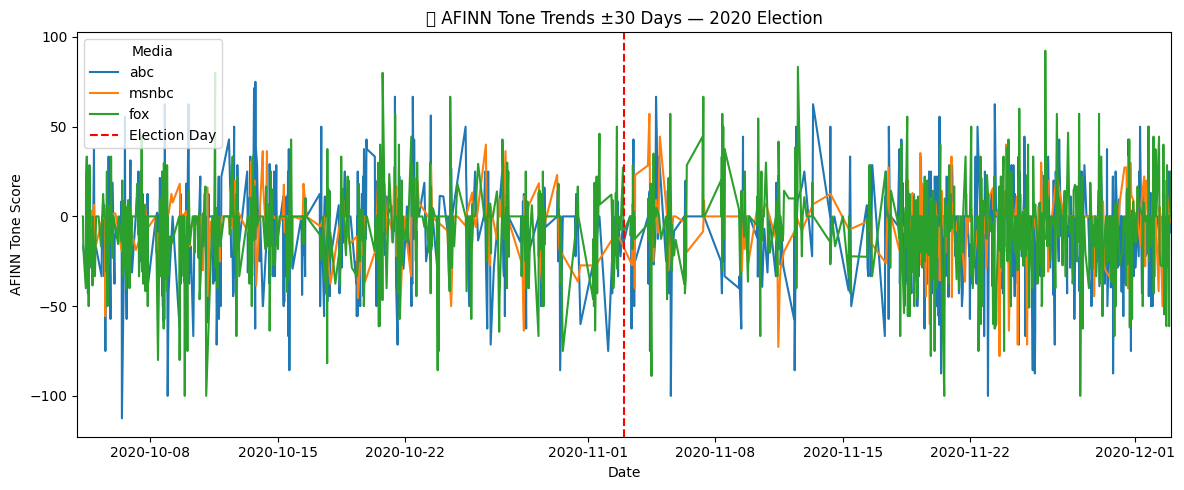 ▯ AFINN Tone Trends ±30 Days — 2020 Election
AFINN Tone Score
100
50
0
−50
−100
Media
abc
msnbc
fox
Election Day
2020-10-08
2020-10-15
2020-10-22
2020-11-01
2020-11-08
2020-11-15
2020-11-22
2020-12-01
Date